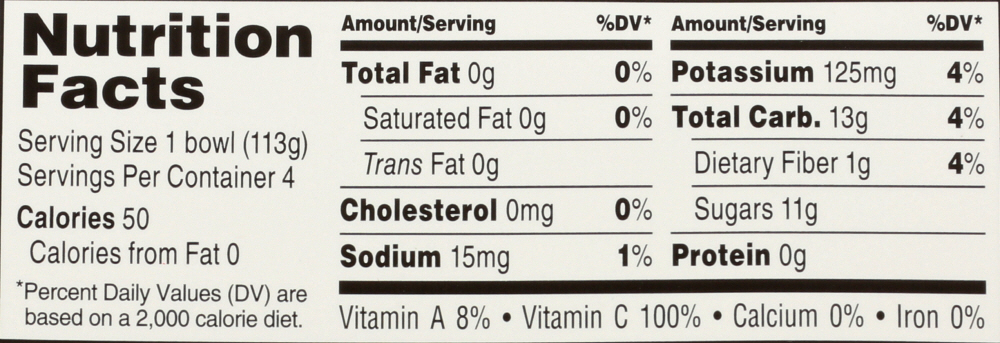 Nutrition
Facts
Serving Size 1 bowl (113g)
Servings Per Container 4
Calories 50
Calories from Fat 0
*Percent Daily Values (DV) are
based on a 2,000 calorie diet.
Amount/Serving %DV*
Total Fat 0g 0%
Saturated Fat 0g 0%
Trans Fat 0g
Cholesterol 0mg 0%
Sodium 15mg 1%
Amount/Serving %DV*
Potassium 125mg 4%
Total Carb. 13g 4%
Dietary Fiber 1g 4%
Sugars 11g
Protein 0g
Vitamin A 8% • Vitamin C 100% • Calcium 0% • Iron 0%